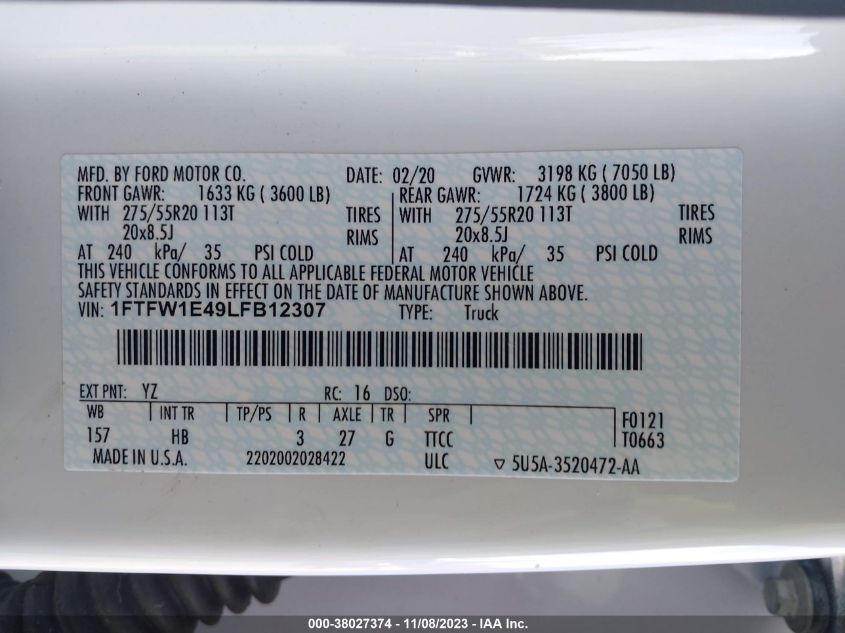 MFD. BY FORD MOTOR CO. DATE: 02/20 GVWR: 3198 KG ( 7050 LB)
FRONT GAWR: 1633 KG ( 3600 LB) REAR GAWR: 1724 KG ( 3800 LB)
WITH 275/55R20 113T TIRES WITH 275/55R20 113T TIRES
20x8.5J RIMS 20x8.5J RIMS
AT 240 kPa/ 35 PSI COLD AT 240 kPa/ 35 PSI COLD
THIS VEHICLE CONFORMS TO ALL APPLICABLE FEDERAL MOTOR VEHICLE
SAFETY STANDARDS IN EFFECT ON THE DATE OF MANUFACTURE SHOWN ABOVE.
VIN: 1FTFW1E49LFB12307 TYPE: Truck
EXT PNT: YZ RC: 16 DSO:
WB INT TR TP/PS R AXLE TR SPR F0121
157 HB 3 27 G TTCC T0663
MADE IN U.S.A. 2202002028422 ULC ▽ 5U5A-3520472-AA
000-38027374 - 11/08/2023 - IAA Inc.